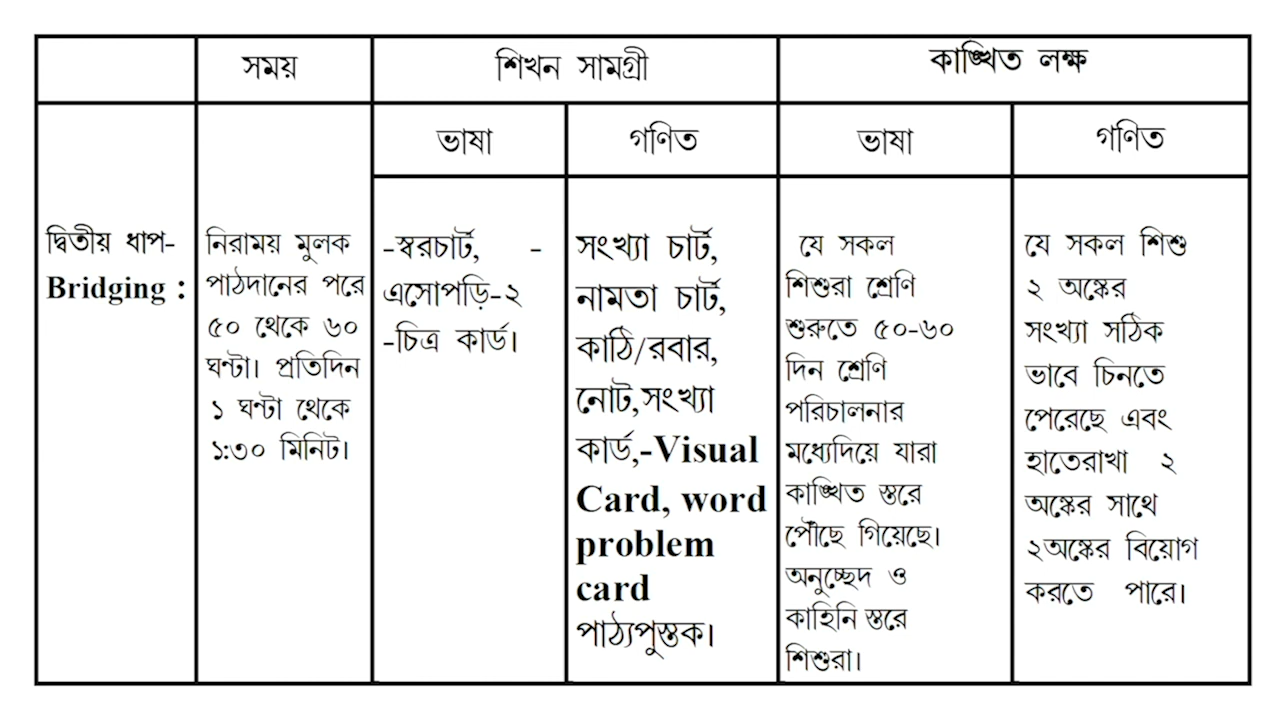 সময়
শিখন সামগ্রী
কাঙ্খিত লক্ষ
ভাষা
গণিত
ভাষা
গণিত
দ্বিতীয় ধাপ-
Bridging :
নিরাময় মুলক
পাঠদানের পরে
৫০ থেকে ৬০
ঘন্টা। প্রতিদিন
১ ঘন্টা থেকে
১:৩০ মিনিট।
-স্বরচার্ট, -
এসোপড়ি-২
-চিত্র কার্ড।
সংখ্যা চার্ট,
নামতা চার্ট,
কাঠি/রবার,
নোট,সংখ্যা
কার্ড,-Visual
Card, word
problem
card
পাঠ্যপুস্তক।
যে সকল
শিশুরা শ্রেণি
শুরুতে ৫০-৬০
দিন শ্রেণি
পরিচালনার
মধ্যেদিয়ে যারা
কাঙ্খিত স্তরে
পৌঁছে গিয়েছে।
অনুচ্ছেদ ও
কাহিনি স্তরে
শিশুরা।
যে সকল শিশু
২ অঙ্কের
সংখ্যা সঠিক
ভাবে চিনতে
পেরেছে এবং
হাতেরাখা ২
অঙ্কের সাথে
২অঙ্কের বিয়োগ
করতে পারে।